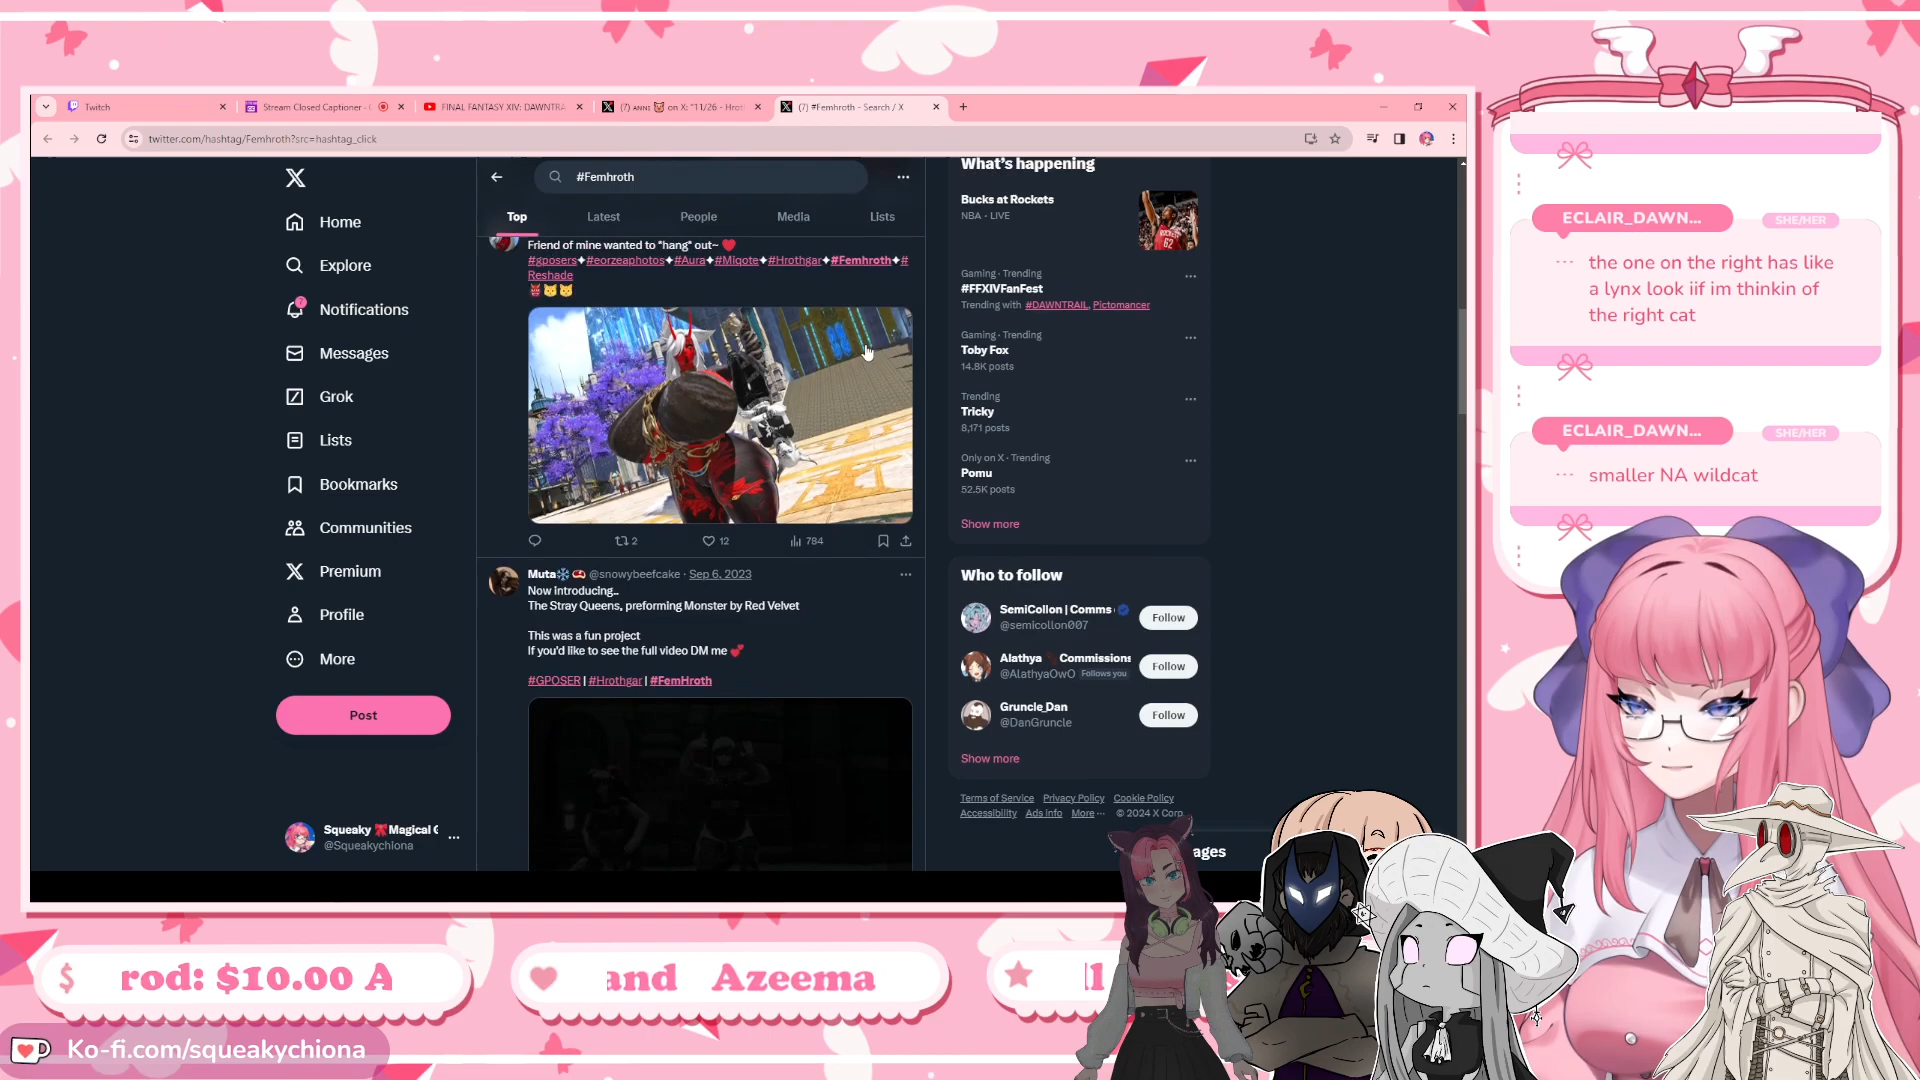 Twitch
Stream Closed Captioner -
FINAL FANTASY XIV: DAWNTRA
(7) ANNI on X: "11/26 - Hrot
(7) #Femhroth - Search / X
twitter.com/hashtag/Femhroth?src=hashtag_click
Home
Explore
Notifications
Messages
Grok
Lists
Bookmarks
Communities
Premium
Profile
More
Post
Squeaky 🎀Magical G
@Squeakychiona
#Femhroth
Top
Latest
People
Media
Lists
Friend of mine wanted to *hang* out~ ❤️
#gposers✦#eorzeaphotos✦#Aura✦#Miqote✦#Hrothgar✦#Femhroth✦#
Reshade
👹🐱🐱
2
12
784
Muta❄️ @snowybeefcake · Sep 6, 2023
Now introducing..
The Stray Queens, preforming Monster by Red Velvet
This was a fun project
If you'd like to see the full video DM me 💕
#GPOSER | #Hrothgar | #FemHroth
What's happening
Bucks at Rockets
NBA · LIVE
62
Gaming · Trending
#FFXIVFanFest
Trending with #DAWNTRAIL, Pictomancer
Gaming · Trending
Toby Fox
14.8K posts
Trending
Tricky
8,171 posts
Only on X · Trending
Pomu
52.5K posts
Show more
Who to follow
SemiCollon | Comms
@semicollon007
Follow
Alathya Commissions
@AlathyaOwO Follows you
Follow
Gruncle_Dan
@DanGruncle
Follow
Show more
Terms of Service Privacy Policy Cookie Policy
Accessibility Ads info More ··· © 2024 X Corp
ages
ECLAIR_DAWN...
SHE/HER
the one on the right has like
a lynx look iif im thinkin of
the right cat
ECLAIR_DAWN...
SHE/HER
smaller NA wildcat
rod: $10.00 A
and Azeema
ll
Ko-fi.com/squeakychiona